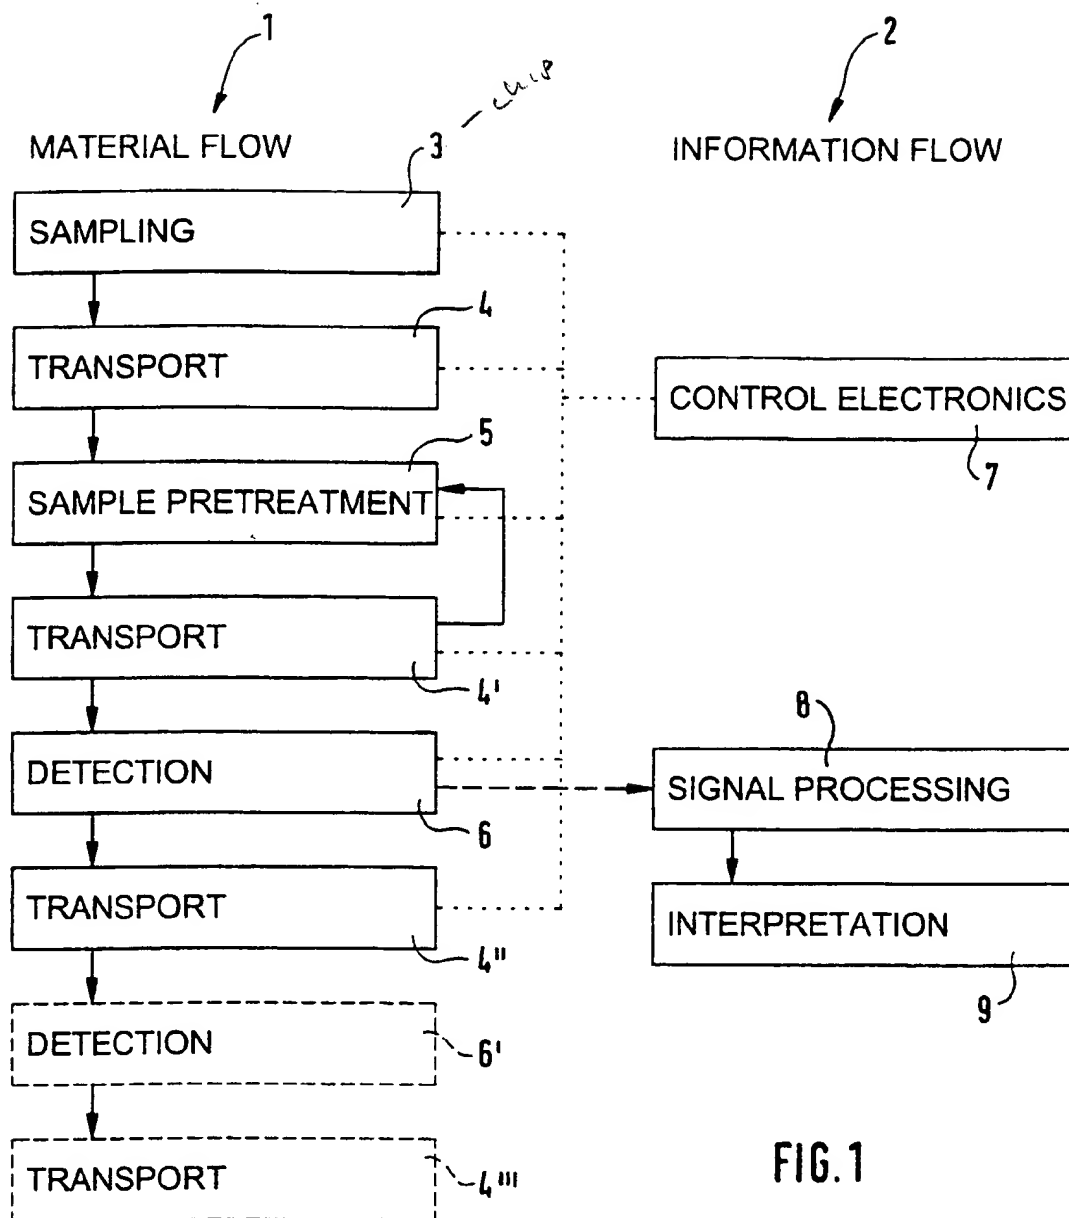 1
2
chip
MATERIAL FLOW
INFORMATION FLOW
3
SAMPLING
4
TRANSPORT
CONTROL ELECTRONICS
7
5
SAMPLE PRETREATMENT
TRANSPORT
4'
8
DETECTION
SIGNAL PROCESSING
6
TRANSPORT
INTERPRETATION
4"
9
DETECTION
6'
TRANSPORT
4'''
FIG.1